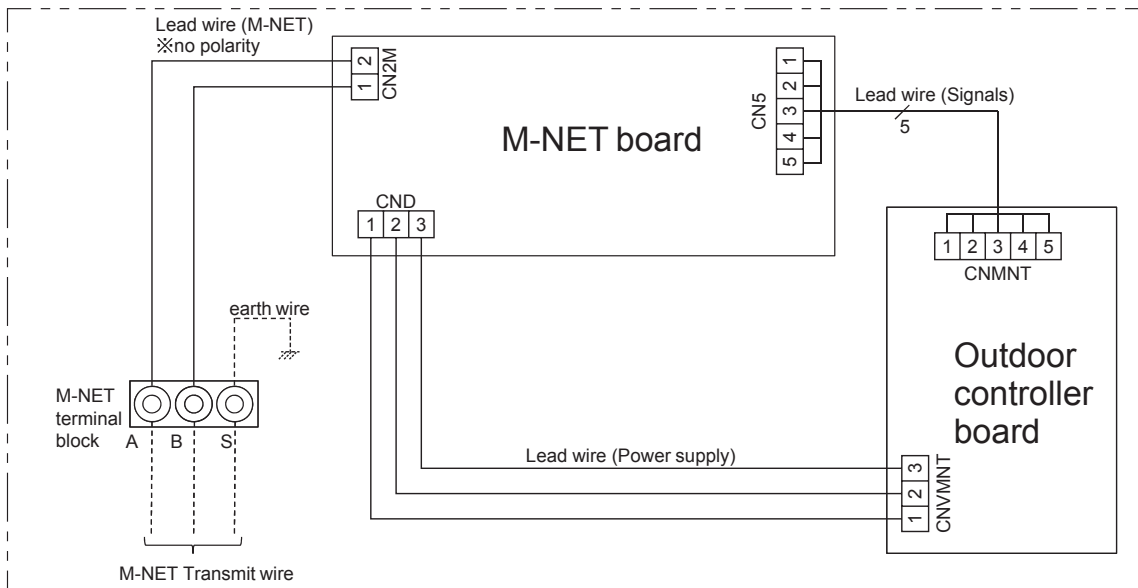 Lead wire (M-NET)
※no polarity
2
1
CN2M
1
2
3
4
5
CN5
Lead wire (Signals)
5
M-NET board
CND
1 2 3
1 2 3 4 5
CNMNT
earth wire
Outdoor
controller
board
M-NET
terminal
block
A B S
Lead wire (Power supply)
3
2
1
CNVMNT
M-NET Transmit wire